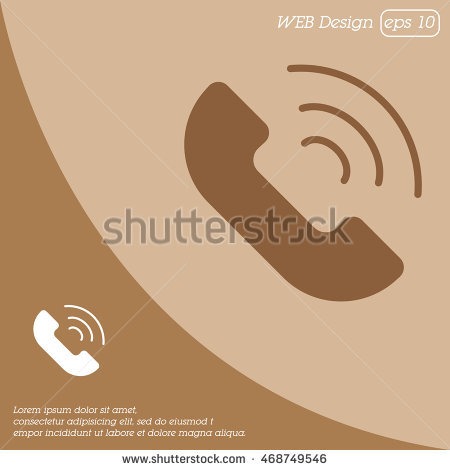 WEB Design eps 10
shutterstock
Lorem ipsum dolor sit amet,
consectetur adipisicing elit, sed do eiusmod t
empor incididunt ut labore et dolore magna aliqua.
www.shutterstock.com · 468749546